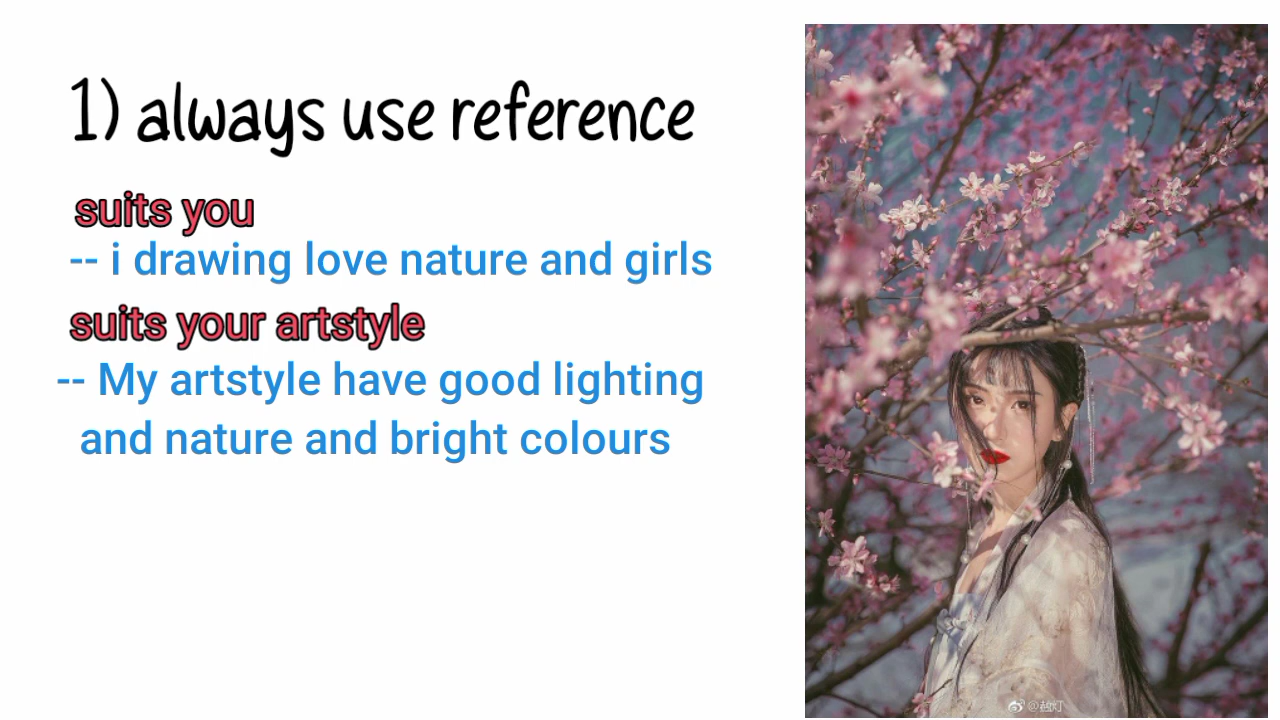 1) always use reference
suits you
-- i drawing love nature and girls
suits your artstyle
-- My artstyle have good lighting
and nature and bright colours